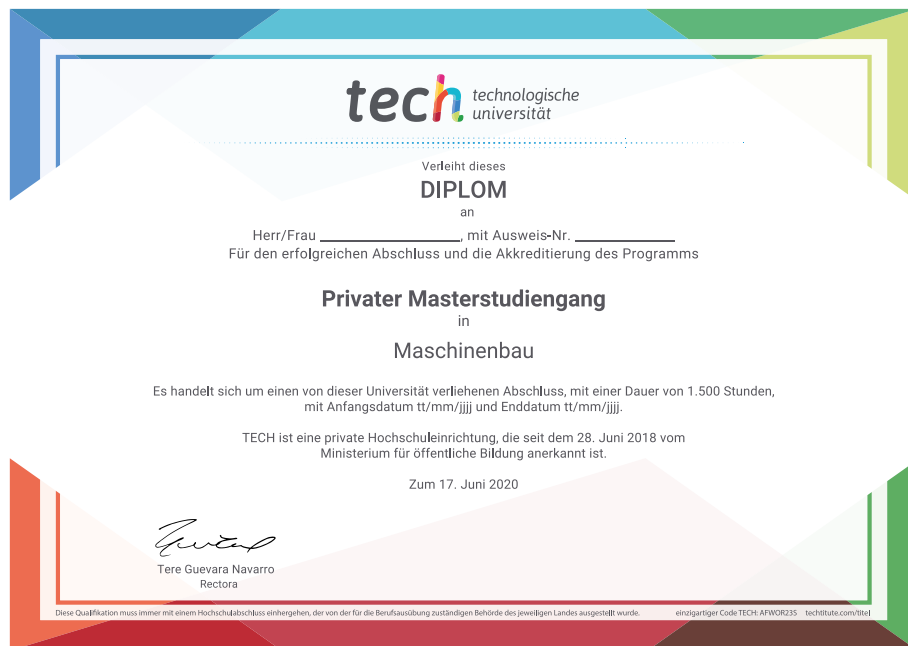 tech technologische
universität
Verleiht dieses
DIPLOM
an
Herr/Frau ____________________, mit Ausweis-Nr. ______________
Für den erfolgreichen Abschluss und die Akkreditierung des Programms
Privater Masterstudiengang
in
Maschinenbau
Es handelt sich um einen von dieser Universität verliehenen Abschluss, mit einer Dauer von 1.500 Stunden,
mit Anfangsdatum tt/mm/jjjj und Enddatum tt/mm/jjjj.
TECH ist eine private Hochschuleinrichtung, die seit dem 28. Juni 2018 vom
Ministerium für öffentliche Bildung anerkannt ist.
Zum 17. Juni 2020
Tere Guevara Navarro
Rectora
Diese Qualifikation muss immer mit einem Hochschulabschluss einhergehen, der von der für die Berufsausübung zuständigen Behörde des jeweiligen Landes ausgestellt wurde. einzigartiger Code TECH: AFWOR23S techtitute.com/titel